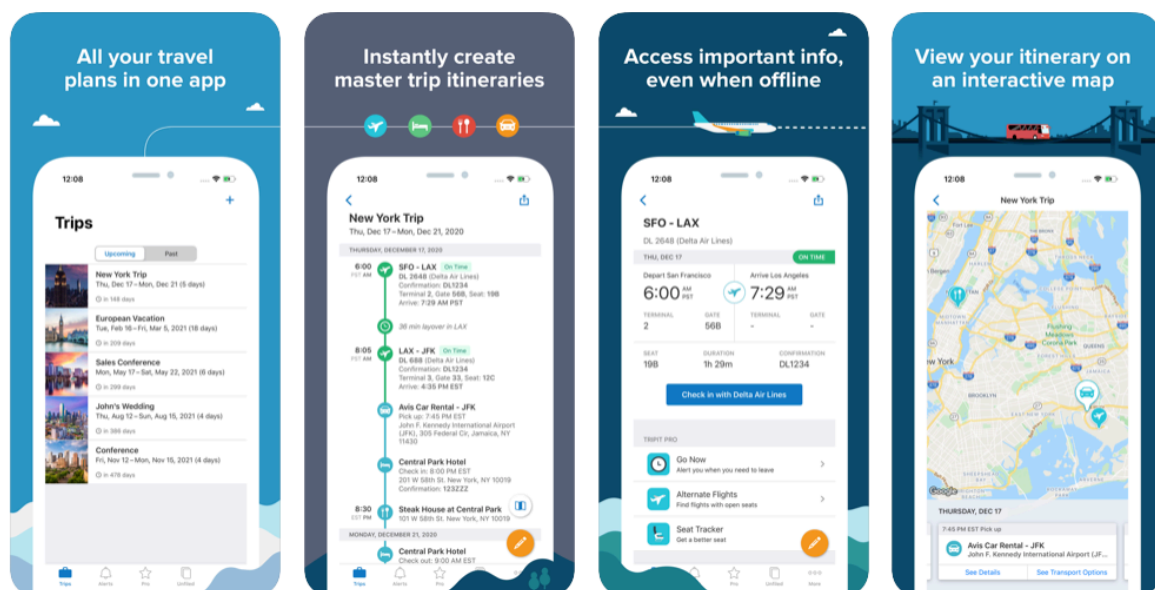 All your travel
plans in one app
12:08
Trips
Upcoming
Past
New York Trip
Thu, Dec 17 – Mon, Dec 21 (5 days)
in 148 days
European Vacation
Tue, Feb 16 – Fri, Mar 5, 2021 (18 days)
in 209 days
Sales Conference
Mon, May 17 – Sat, May 22, 2021 (6 days)
in 299 days
John's Wedding
Thu, Aug 12 – Sun, Aug 15, 2021 (4 days)
in 386 days
Conference
Fri, Nov 12 – Mon, Nov 15, 2021 (4 days)
in 478 days
Trips
Alerts
Pro
Unfiled
Instantly create
master trip itineraries
12:08
New York Trip
Thu, Dec 17 – Mon, Dec 21, 2020
THURSDAY, DECEMBER 17, 2020
6:00
PST AM
SFO - LAX On Time
DL 2648 (Delta Air Lines)
Confirmation: DL1234
Terminal 2, Gate 56B, Seat: 19B
Arrive: 7:29 AM PST
36 min layover in LAX
8:05
PST AM
LAX - JFK On Time
DL 688 (Delta Air Lines)
Confirmation: DL1234
Terminal 3, Gate 33, Seat: 12C
Arrive: 4:35 PM EST
Avis Car Rental - JFK
Pick up: 7:45 PM EST
John F. Kennedy International Airport
(JFK), 305 Federal Cir, Jamaica, NY
11430
Central Park Hotel
Check in: 8:00 PM EST
201 W 58th St. New York, NY 10019
Confirmation: 123ZZZ
8:30
EST PM
Steak House at Central Park
101 W 58th St. New York, NY 10019
MONDAY, DECEMBER 21, 2020
Central Park Hotel
Check out: 9:00 AM EST
Trips
Alerts
Pro
Access important info,
even when offline
12:08
SFO - LAX
DL 2648 (Delta Air Lines)
THU, DEC 17
ON TIME
Depart San Francisco
Arrive Los Angeles
6:00 AM PST
7:29 AM PST
TERMINAL
GATE
TERMINAL
GATE
2
56B
-
-
SEAT
DURATION
CONFIRMATION
19B
1h 29m
DL1234
Check in with Delta Air Lines
TRIPIT PRO
Go Now
Alert you when you need to leave
Alternate Flights
Find flights with open seats
Seat Tracker
Get a better seat
Pro
Unfiled
More
View your itinerary on
an interactive map
12:08
New York Trip
Fort Lee
Bergen
MIDTOWN
MANHATTAN
Flushing
Meadows
Corona Park
QUEENS
JAMAICA
New York
BROOKLYN
EAST NEW YORK
SHEEPSHEAD
BAY
Google
THURSDAY, DEC 17
7:45 PM EST Pick up
Avis Car Rental - JFK
John F. Kennedy International Airport (JF...
See Details
See Transport Options